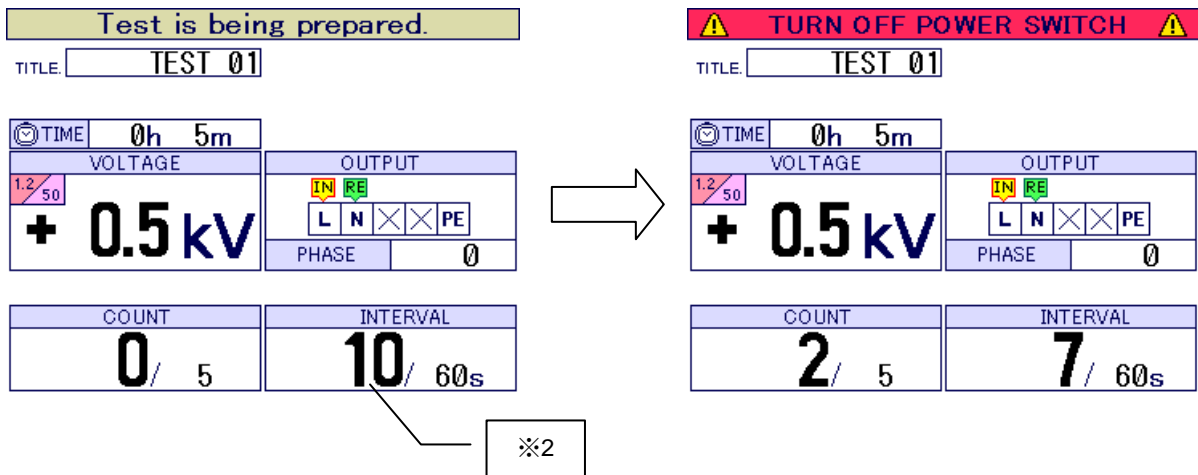 Test is being prepared.
TITLE. TEST 01
TIME 0h 5m
VOLTAGE
1.2/50
+ 0.5 kV
OUTPUT
IN RE
L N X X PE
PHASE 0
COUNT
0/ 5
INTERVAL
10/ 60s
※2
TURN OFF POWER SWITCH
TITLE. TEST 01
TIME 0h 5m
VOLTAGE
1.2/50
+ 0.5 kV
OUTPUT
IN RE
L N X X PE
PHASE 0
COUNT
2/ 5
INTERVAL
7/ 60s